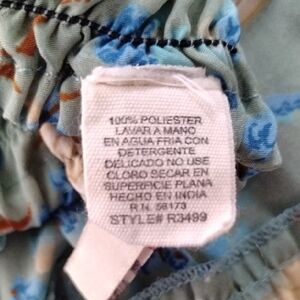 100% POLIESTER
LAVAR A MANO
EN AGUA FRIA CON
DETERGENTE
DELICADO NO USE
CLORO SECAR EN
SUPERFICIE PLANA
HECHO EN INDIA
R.N. 58173
STYLE# R3499